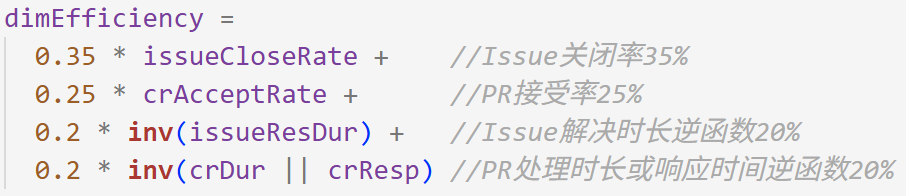 dimEfficiency =
0.35 * issueCloseRate + //Issue关闭率35%
0.25 * crAcceptRate + //PR接受率25%
0.2 * inv(issueResDur) + //Issue解决时长逆函数20%
0.2 * inv(crDur || crResp) //PR处理时长或响应时间逆函数20%